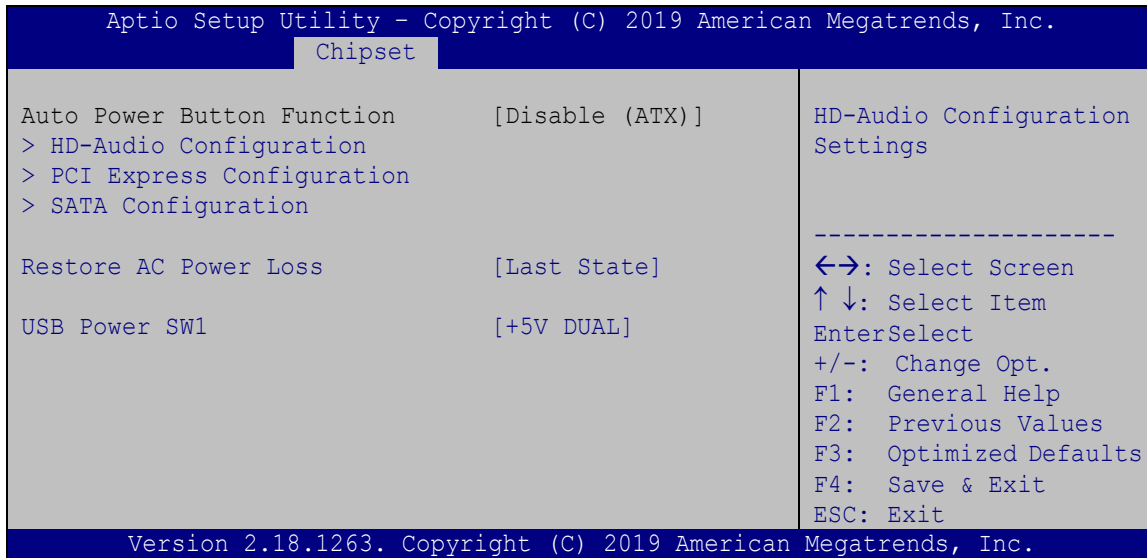 Aptio Setup Utility – Copyright (C) 2019 American Megatrends, Inc.
Chipset
Auto Power Button Function [Disable (ATX)]
> HD-Audio Configuration
> PCI Express Configuration
> SATA Configuration
Restore AC Power Loss [Last State]
USB Power SW1 [+5V DUAL]
HD-Audio Configuration
Settings
---------------------
←→: Select Screen
↑ ↓: Select Item
EnterSelect
+/-: Change Opt.
F1: General Help
F2: Previous Values
F3: Optimized Defaults
F4: Save & Exit
ESC: Exit
Version 2.18.1263. Copyright (C) 2019 American Megatrends, Inc.